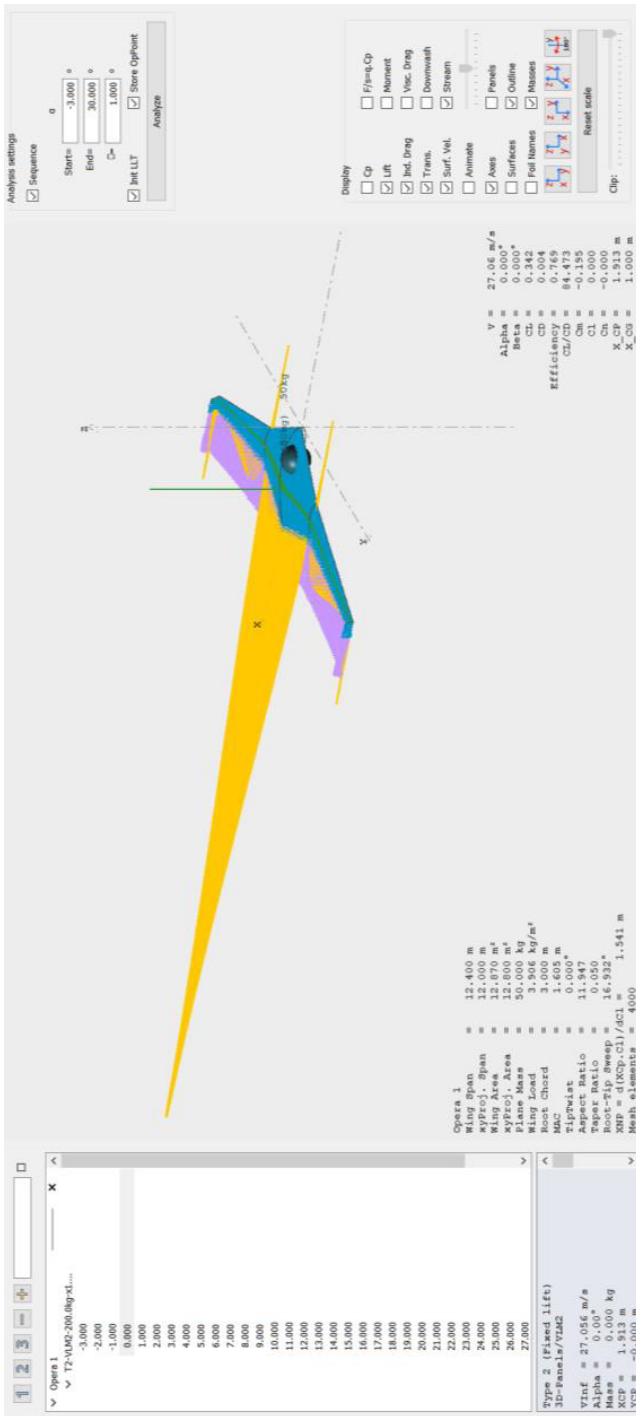 1 2 3 − +
Opera 1
T2-VLM2-200.0kg-x1....
-3.000
-2.000
-1.000
0.000
1.000
2.000
3.000
4.000
5.000
6.000
7.000
8.000
9.000
10.000
11.000
12.000
13.000
14.000
15.000
16.000
17.000
18.000
19.000
20.000
21.000
22.000
23.000
24.000
25.000
26.000
27.000
Type 2 (Fixed lift)
3D-Panels/VLM2
VInf = 27.056 m/s
Alpha = 0.00°
Mass = 0.000 kg
XCP = 1.913 m
YCP = -0.000 m
Z
X
Y
.50kg
Opera 1
Wing Span = 12.400 m
xyProj. Span = 12.000 m
Wing Area = 12.870 m²
xyProj. Area = 12.800 m²
Plane Mass = 50.000 kg
Wing Load = 3.906 kg/m²
Root Chord = 3.000 m
MAC = 1.605 m
TipTwist = 0.000°
Aspect Ratio = 11.947
Taper Ratio = 0.050
Root-Tip Sweep = 16.932°
XNP = d(XCp.Cl)/dCl = 1.541 m
Mesh elements = 4000
V = 27.06 m/s
Alpha = 0.000°
Beta = 0.000°
CL = 0.342
CD = 0.004
Efficiency = 0.769
CL/CD = 84.473
Cm = -0.195
Cl = 0.000
Cn = -0.000
X_CP = 1.913 m
X_CG = 1.000 m
Analysis settings
Sequence
α
Start= -3.000 °
End= 30.000 °
1.000 °
Init LLT Store OpPoint
Analyze
Display
Cp F/s=q.Cp
Lift Moment
Ind. Drag Visc. Drag
Trans. Downwash
Surf. Vel. Stream
Animate
Axes Panels
Surfaces Outline
Foil Names Masses
Reset scale
Clip: